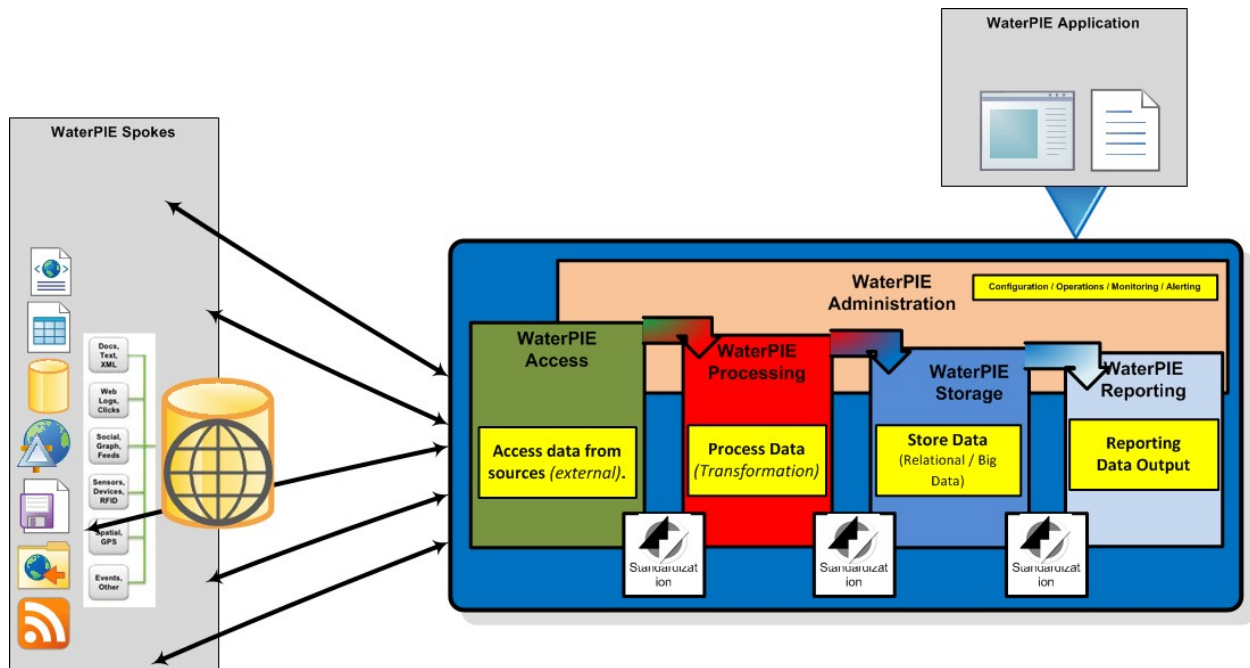 WaterPIE Application
WaterPIE Spokes
Docs,
Text,
XML
Web
Logs,
Clicks
Social,
Graph,
Feeds
Sensors,
Devices,
RFID
Spatial,
GPS
Events,
Other
WaterPIE
Administration
Configuration / Operations / Monitoring / Alerting
WaterPIE
Access
Access data from
sources (external).
WaterPIE
Processing
Process Data
(Transformation)
WaterPIE
Storage
Store Data
(Relational / Big
Data)
WaterPIE
Reporting
Reporting
Data Output
Standardizat
ion
Standardizat
ion
Standardizat
ion